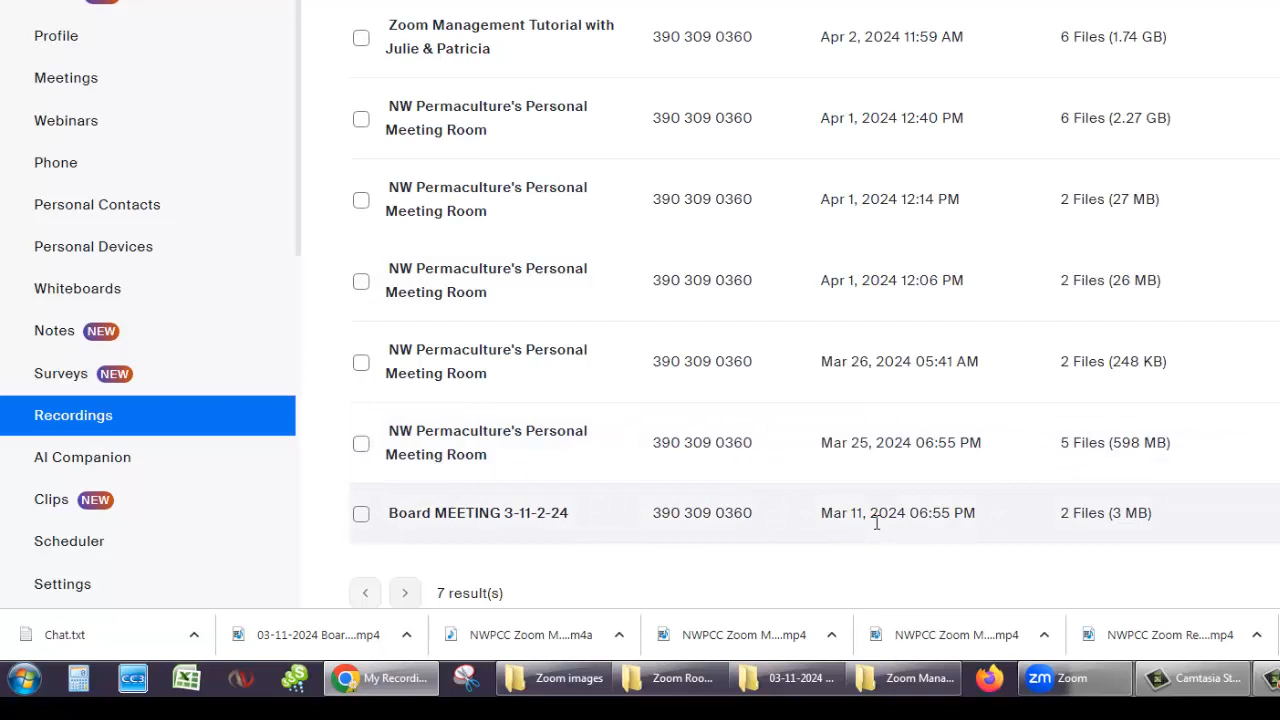 Profile
Meetings
Webinars
Phone
Personal Contacts
Personal Devices
Whiteboards
Notes NEW
Surveys NEW
Recordings
AI Companion
Clips NEW
Scheduler
Settings
Zoom Management Tutorial with
Julie & Patricia
390 309 0360
Apr 2, 2024 11:59 AM
6 Files (1.74 GB)
NW Permaculture's Personal
Meeting Room
390 309 0360
Apr 1, 2024 12:40 PM
6 Files (2.27 GB)
NW Permaculture's Personal
Meeting Room
390 309 0360
Apr 1, 2024 12:14 PM
2 Files (27 MB)
NW Permaculture's Personal
Meeting Room
390 309 0360
Apr 1, 2024 12:06 PM
2 Files (26 MB)
NW Permaculture's Personal
Meeting Room
390 309 0360
Mar 26, 2024 05:41 AM
2 Files (248 KB)
NW Permaculture's Personal
Meeting Room
390 309 0360
Mar 25, 2024 06:55 PM
5 Files (598 MB)
Board MEETING 3-11-2-24
390 309 0360
Mar 11, 2024 06:55 PM
2 Files (3 MB)
7 result(s)
Chat.txt
03-11-2024 Boar....mp4
NWPCC Zoom M....m4a
NWPCC Zoom M....mp4
NWPCC Zoom M....mp4
NWPCC Zoom Re....mp4
CC3
My Recordi...
Zoom images
Zoom Roo...
03-11-2024 ...
Zoom Mana...
zm Zoom
Camtasia St...